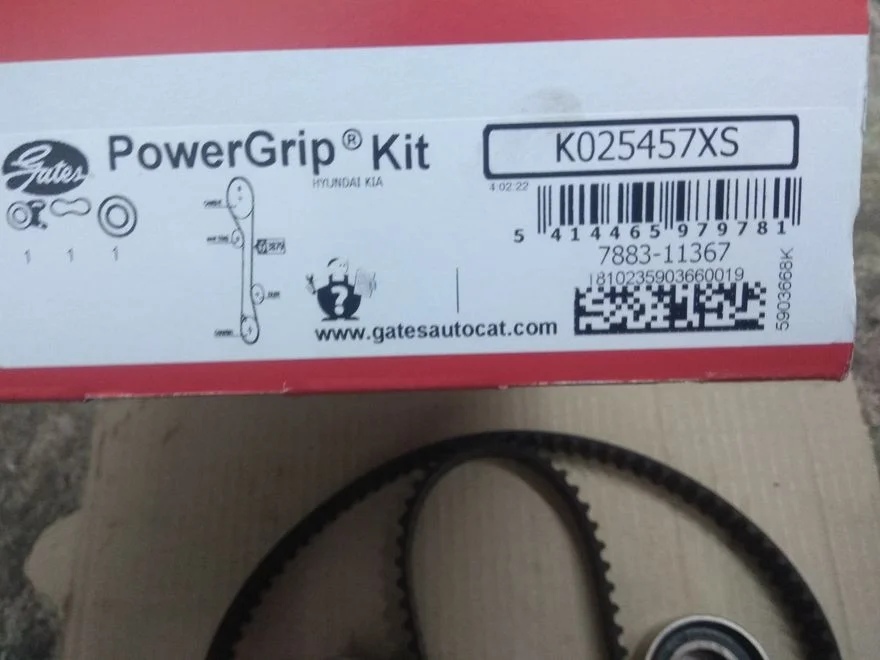 Gates
PowerGrip® Kit
HYUNDAI KIA
K025457XS
4.02.22
5 414465 979781
7883-11367
1810235903660019
5903668K
1 1 1
?
www.gatesautocat.com